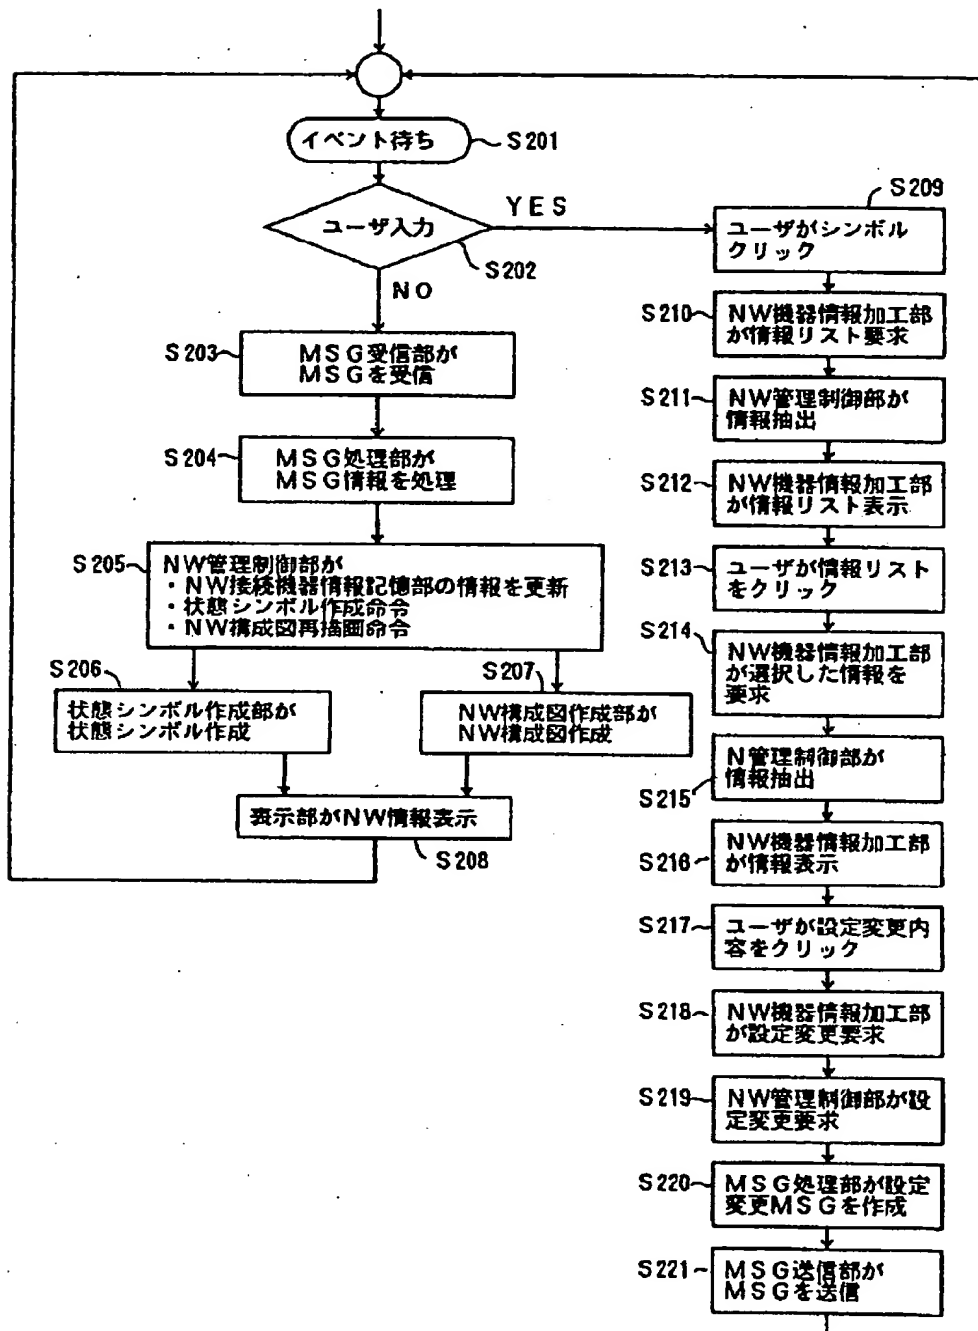 イベント待ち
S201
ユーザ入力
YES
S202
NO
S203
MSG受信部が
MSGを受信
S204
MSG処理部が
MSG情報を処理
S205
NW管理制御部が
・NW接続機器情報記憶部の情報を更新
・状態シンボル作成命令
・NW構成図再描画命令
S206
状態シンボル作成部が
状態シンボル作成
S207
NW構成図作成部が
NW構成図作成
表示部がNW情報表示
S208
S209
ユーザがシンボル
クリック
S210
NW機器情報加工部
が情報リスト要求
S211
NW管理制御部が
情報抽出
S212
NW機器情報加工部
が情報リスト表示
S213
ユーザが情報リスト
をクリック
S214
NW機器情報加工部
が選択した情報を
要求
N管理制御部が
情報抽出
S215
NW機器情報加工部
が情報表示
S216
S217
ユーザが設定変更内
容をクリック
S218
NW機器情報加工部
が設定変更要求
S219
NW管理制御部が設
定変更要求
S220
MSG処理部が設定
変更MSGを作成
S221
MSG送信部が
MSGを送信